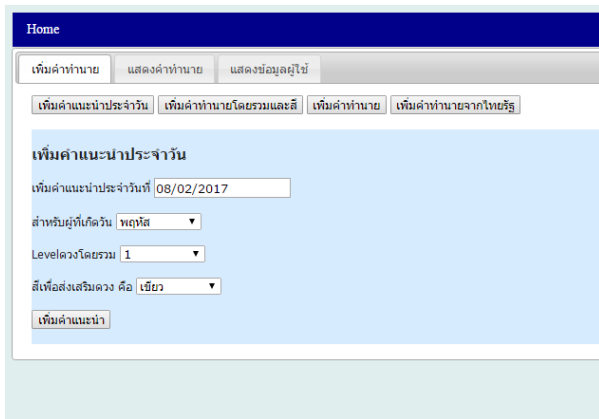 Home
เพิ่มคำทำนาย แสดงคำทำนาย แสดงข้อมูลผู้ใช้
เพิ่มคำแนะนำประจำวัน เพิ่มคำทำนายโดยรวมและสี เพิ่มคำทำนาย เพิ่มคำทำนายจากไทยรัฐ
เพิ่มคำแนะนำประจำวัน
เพิ่มคำแนะนำประจำวันที่ 08/02/2017
สำหรับผู้ที่เกิดวัน พฤหัส
Levelดวงโดยรวม 1
สีเพื่อส่งเสริมดวง คือ เขียว
เพิ่มคำแนะนำ